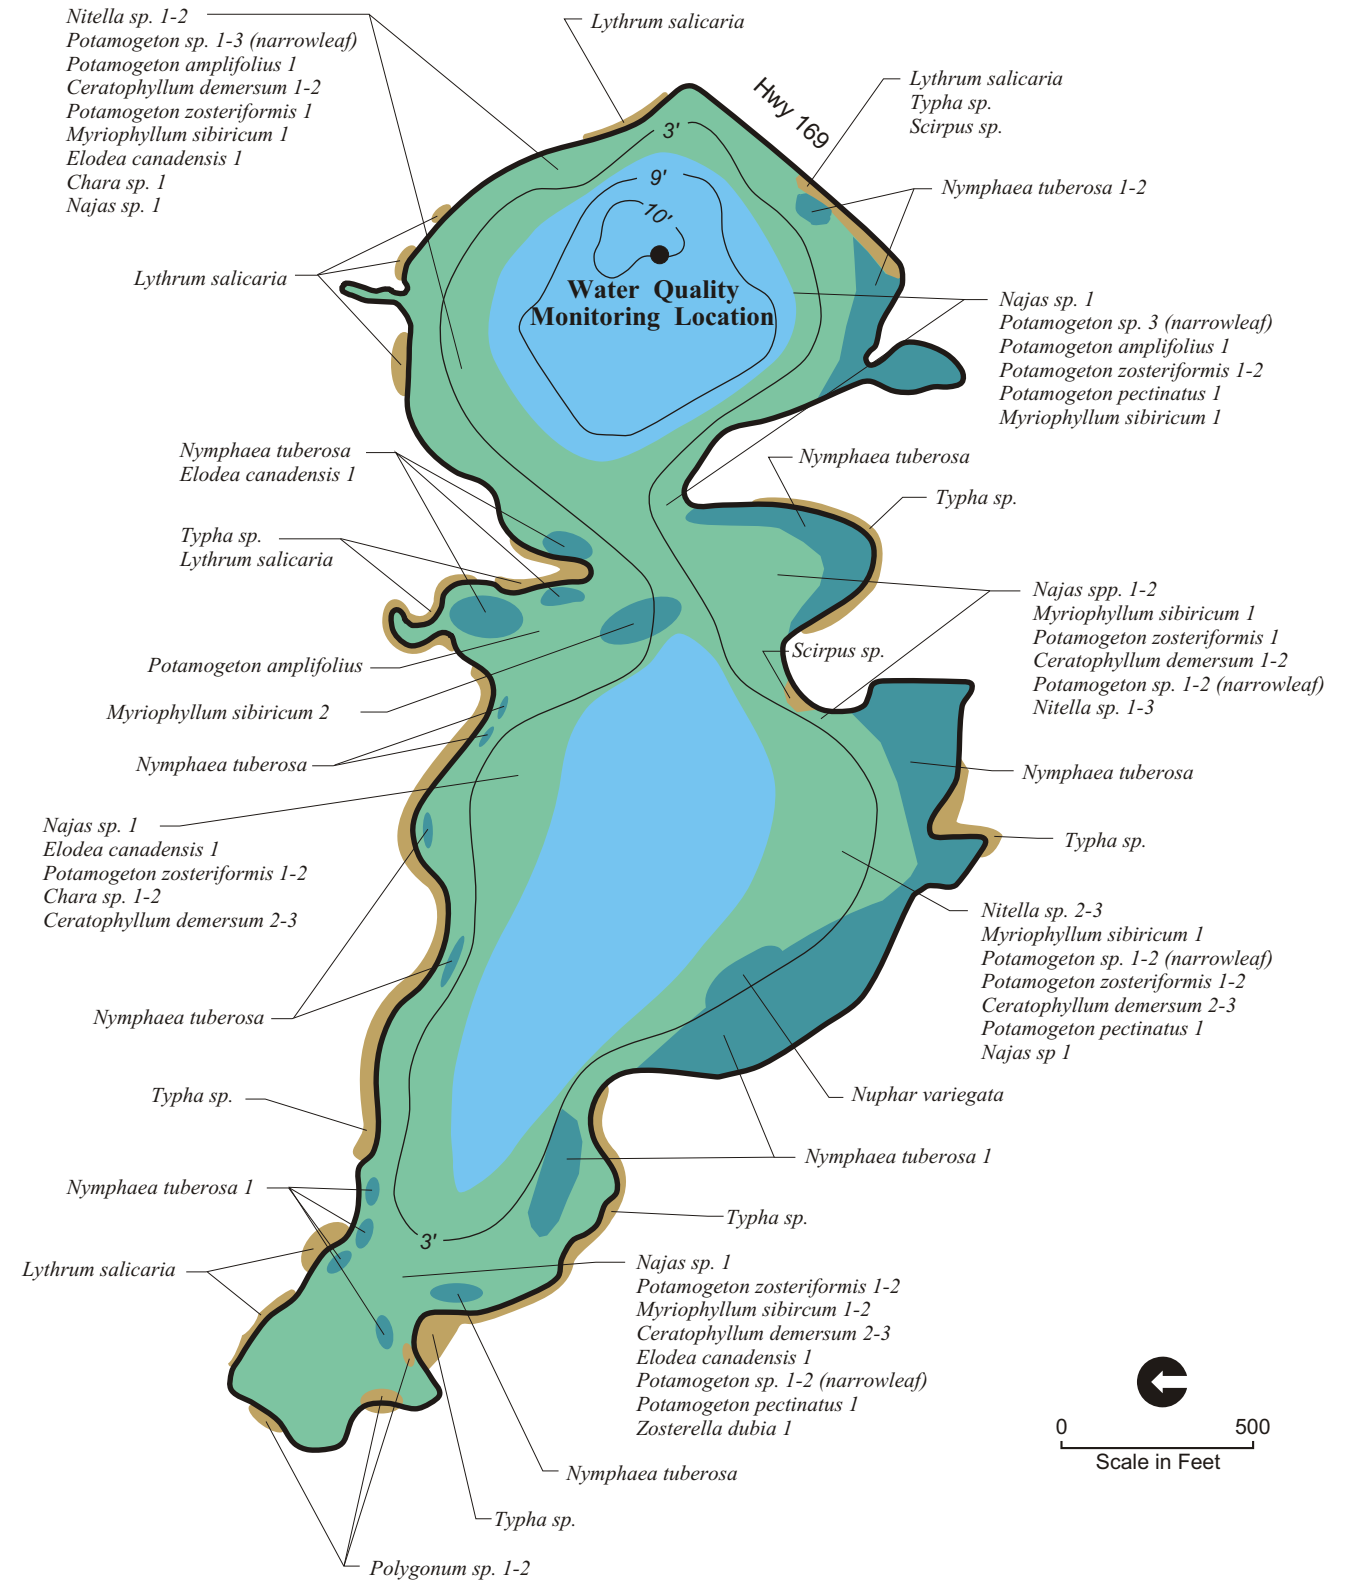 Nitella sp. 1-2
Potamogeton sp. 1-3 (narrowleaf)
Potamogeton amplifolius 1
Ceratophyllum demersum 1-2
Potamogeton zosteriformis 1
Myriophyllum sibiricum 1
Elodea canadensis 1
Chara sp. 1
Najas sp. 1
Lythrum salicaria
Hwy 169
Lythrum salicaria
Typha sp.
Scirpus sp.
3'
9'
10'
Nymphaea tuberosa 1-2
Lythrum salicaria
Water Quality
Monitoring Location
Najas sp. 1
Potamogeton sp. 3 (narrowleaf)
Potamogeton amplifolius 1
Potamogeton zosteriformis 1-2
Potamogeton pectinatus 1
Myriophyllum sibiricum 1
Nymphaea tuberosa
Elodea canadensis 1
Nymphaea tuberosa
Typha sp.
Typha sp.
Lythrum salicaria
Najas spp. 1-2
Myriophyllum sibiricum 1
Potamogeton zosteriformis 1
Ceratophyllum demersum 1-2
Potamogeton sp. 1-2 (narrowleaf)
Nitella sp. 1-3
Scirpus sp.
Potamogeton amplifolius
Myriophyllum sibiricum 2
Nymphaea tuberosa
Nymphaea tuberosa
Najas sp. 1
Elodea canadensis 1
Potamogeton zosteriformis 1-2
Chara sp. 1-2
Ceratophyllum demersum 2-3
Typha sp.
Nitella sp. 2-3
Myriophyllum sibiricum 1
Potamogeton sp. 1-2 (narrowleaf)
Potamogeton zosteriformis 1-2
Ceratophyllum demersum 2-3
Potamogeton pectinatus 1
Najas sp 1
Nymphaea tuberosa
Typha sp.
Nuphar variegata
Nymphaea tuberosa 1
Nymphaea tuberosa 1
Typha sp.
3'
Lythrum salicaria
Najas sp. 1
Potamogeton zosteriformis 1-2
Myriophyllum sibircum 1-2
Ceratophyllum demersum 2-3
Elodea canadensis 1
Potamogeton sp. 1-2 (narrowleaf)
Potamogeton pectinatus 1
Zosterella dubia 1
0 500
Scale in Feet
Nymphaea tuberosa
Typha sp.
Polygonum sp. 1-2